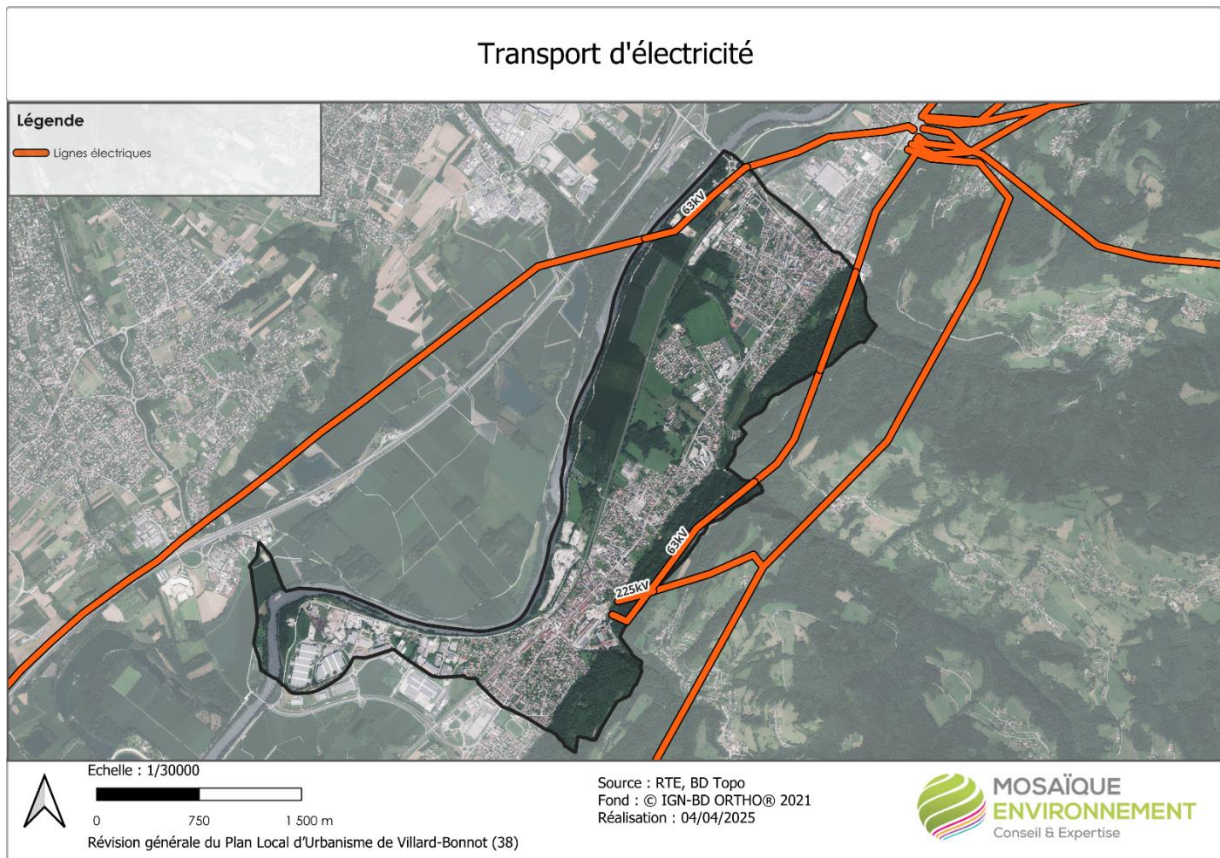 Transport d'électricité
Légende
Lignes électriques
63kV
63kV
225kV
Echelle : 1/30000
0 750 1 500 m
Révision générale du Plan Local d'Urbanisme de Villard-Bonnot (38)
Source : RTE, BD Topo
Fond : © IGN-BD ORTHO® 2021
Réalisation : 04/04/2025
MOSAÏQUE
ENVIRONNEMENT
Conseil & Expertise